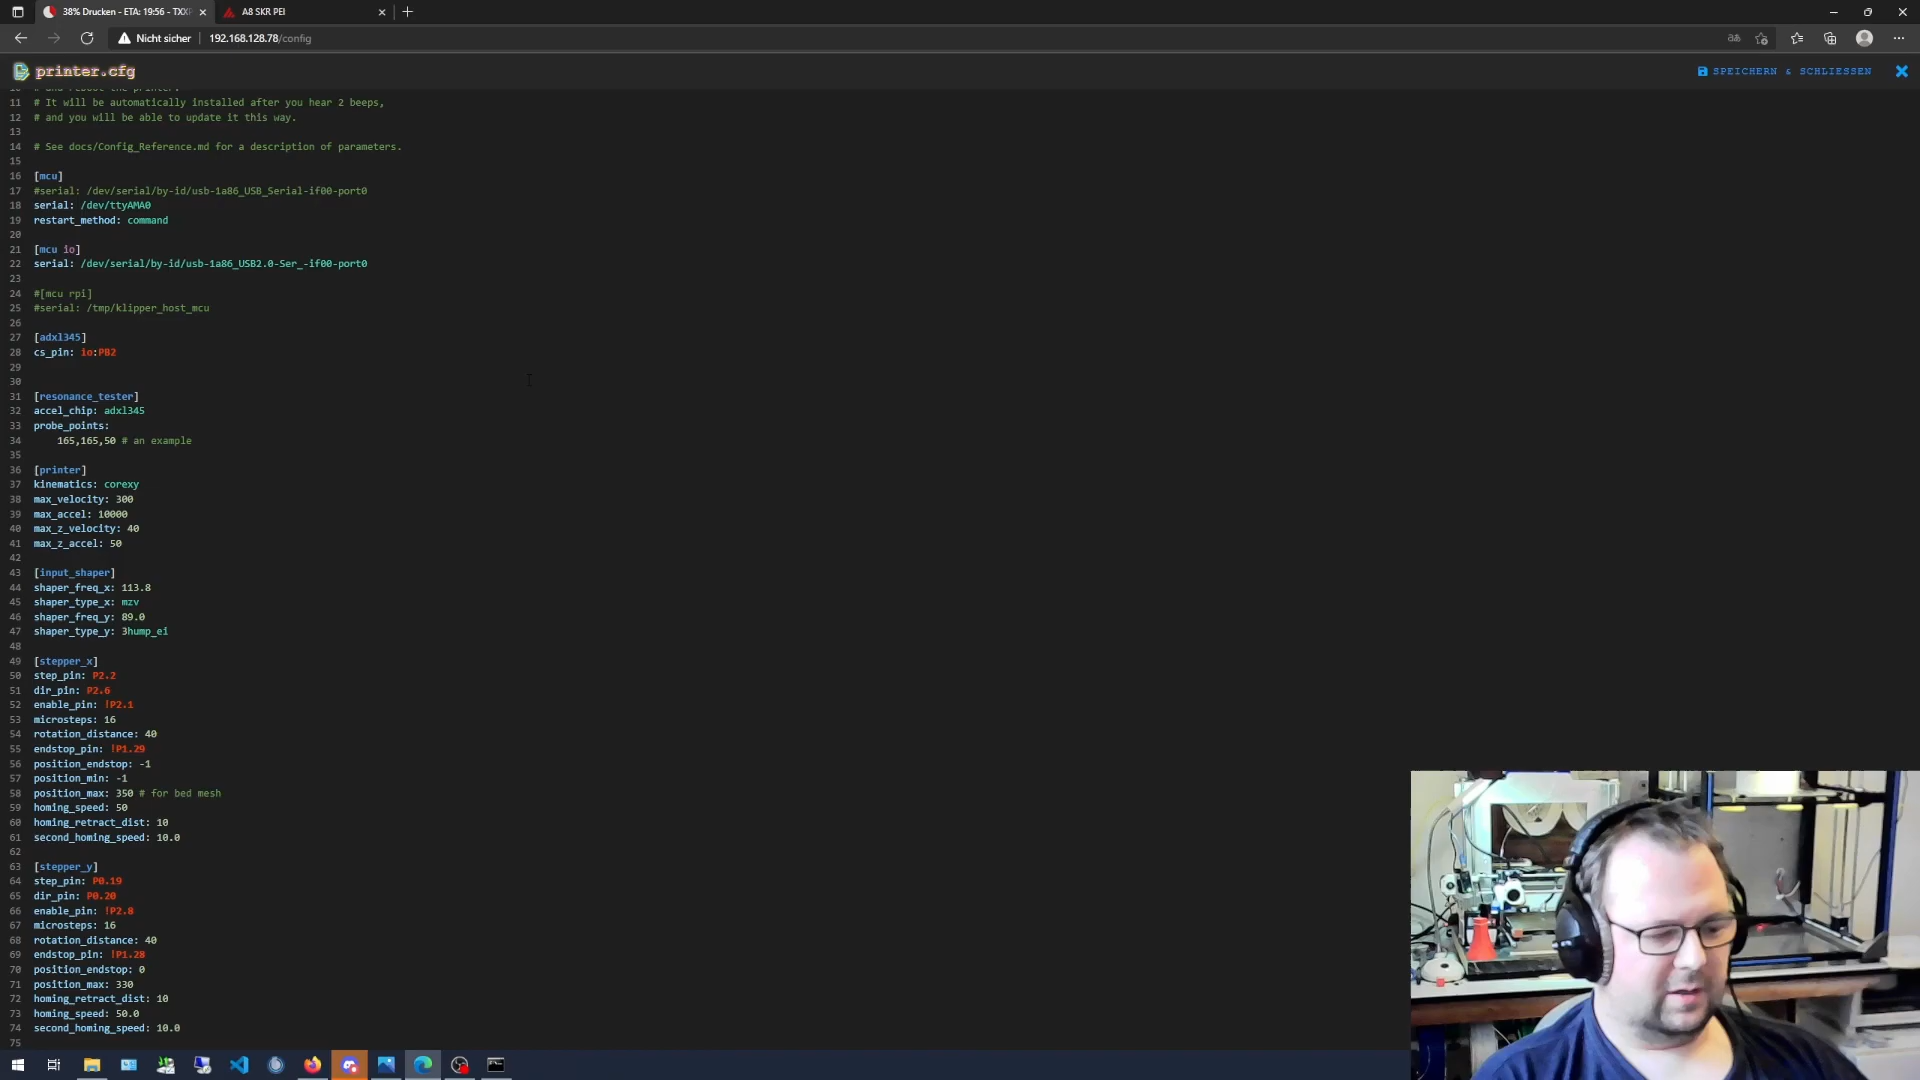 38% Drucken - ETA: 19:56 - TXX
A8 SKR PEI
Nicht sicher
192.168.128.78/config
printer.cfg
SPEICHERN & SCHLIESSEN
11 # It will be automatically installed after you hear 2 beeps,
12 # and you will be able to update it this way.
13
14 # See docs/Config_Reference.md for a description of parameters.
15
16 [mcu]
17 #serial: /dev/serial/by-id/usb-1a86_USB_Serial-if00-port0
18 serial: /dev/ttyAMA0
19 restart_method: command
20
21 [mcu io]
22 serial: /dev/serial/by-id/usb-1a86_USB2.0-Ser_-if00-port0
23
24 #[mcu rpi]
25 #serial: /tmp/klipper_host_mcu
26
27 [adxl345]
28 cs_pin: io:PB2
29
30
31 [resonance_tester]
32 accel_chip: adxl345
33 probe_points:
34 165,165,50 # an example
35
36 [printer]
37 kinematics: corexy
38 max_velocity: 300
39 max_accel: 10000
40 max_z_velocity: 40
41 max_z_accel: 50
42
43 [input_shaper]
44 shaper_freq_x: 113.8
45 shaper_type_x: mzv
46 shaper_freq_y: 89.0
47 shaper_type_y: 3hump_ei
48
49 [stepper_x]
50 step_pin: P2.2
51 dir_pin: P2.6
52 enable_pin: !P2.1
53 microsteps: 16
54 rotation_distance: 40
55 endstop_pin: !P1.29
56 position_endstop: -1
57 position_min: -1
58 position_max: 350 # for bed mesh
59 homing_speed: 50
60 homing_retract_dist: 10
61 second_homing_speed: 10.0
62
63 [stepper_y]
64 step_pin: P0.19
65 dir_pin: P0.20
66 enable_pin: !P2.8
67 microsteps: 16
68 rotation_distance: 40
69 endstop_pin: !P1.28
70 position_endstop: 0
71 position_max: 330
72 homing_retract_dist: 10
73 homing_speed: 50.0
74 second_homing_speed: 10.0
75